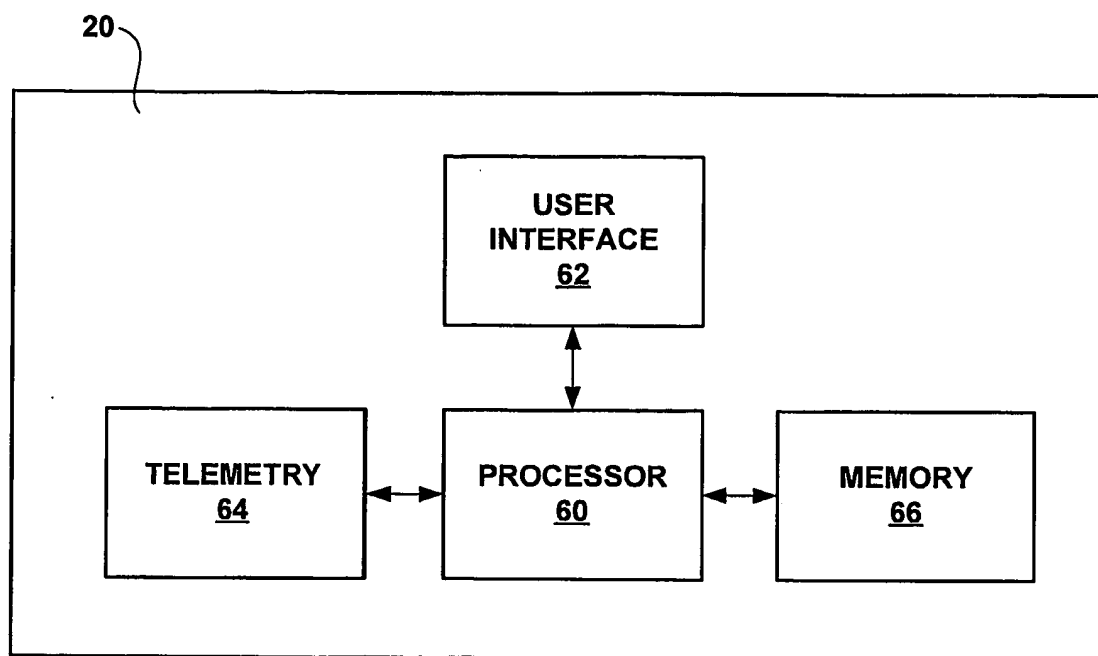 20
USER
INTERFACE
62
TELEMETRY
64
PROCESSOR
60
MEMORY
66